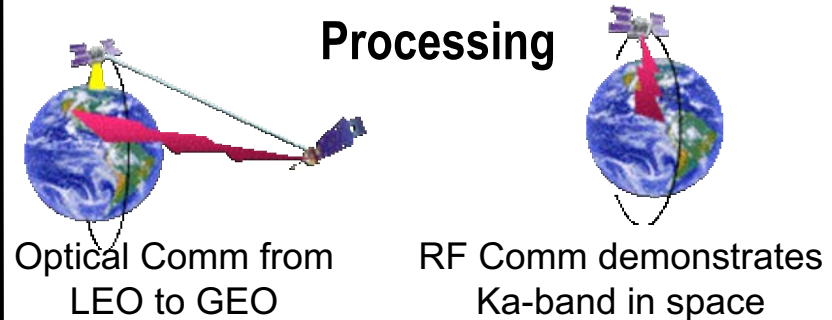 Processing
Optical Comm from
LEO to GEO
RF Comm demonstrates
Ka-band in space